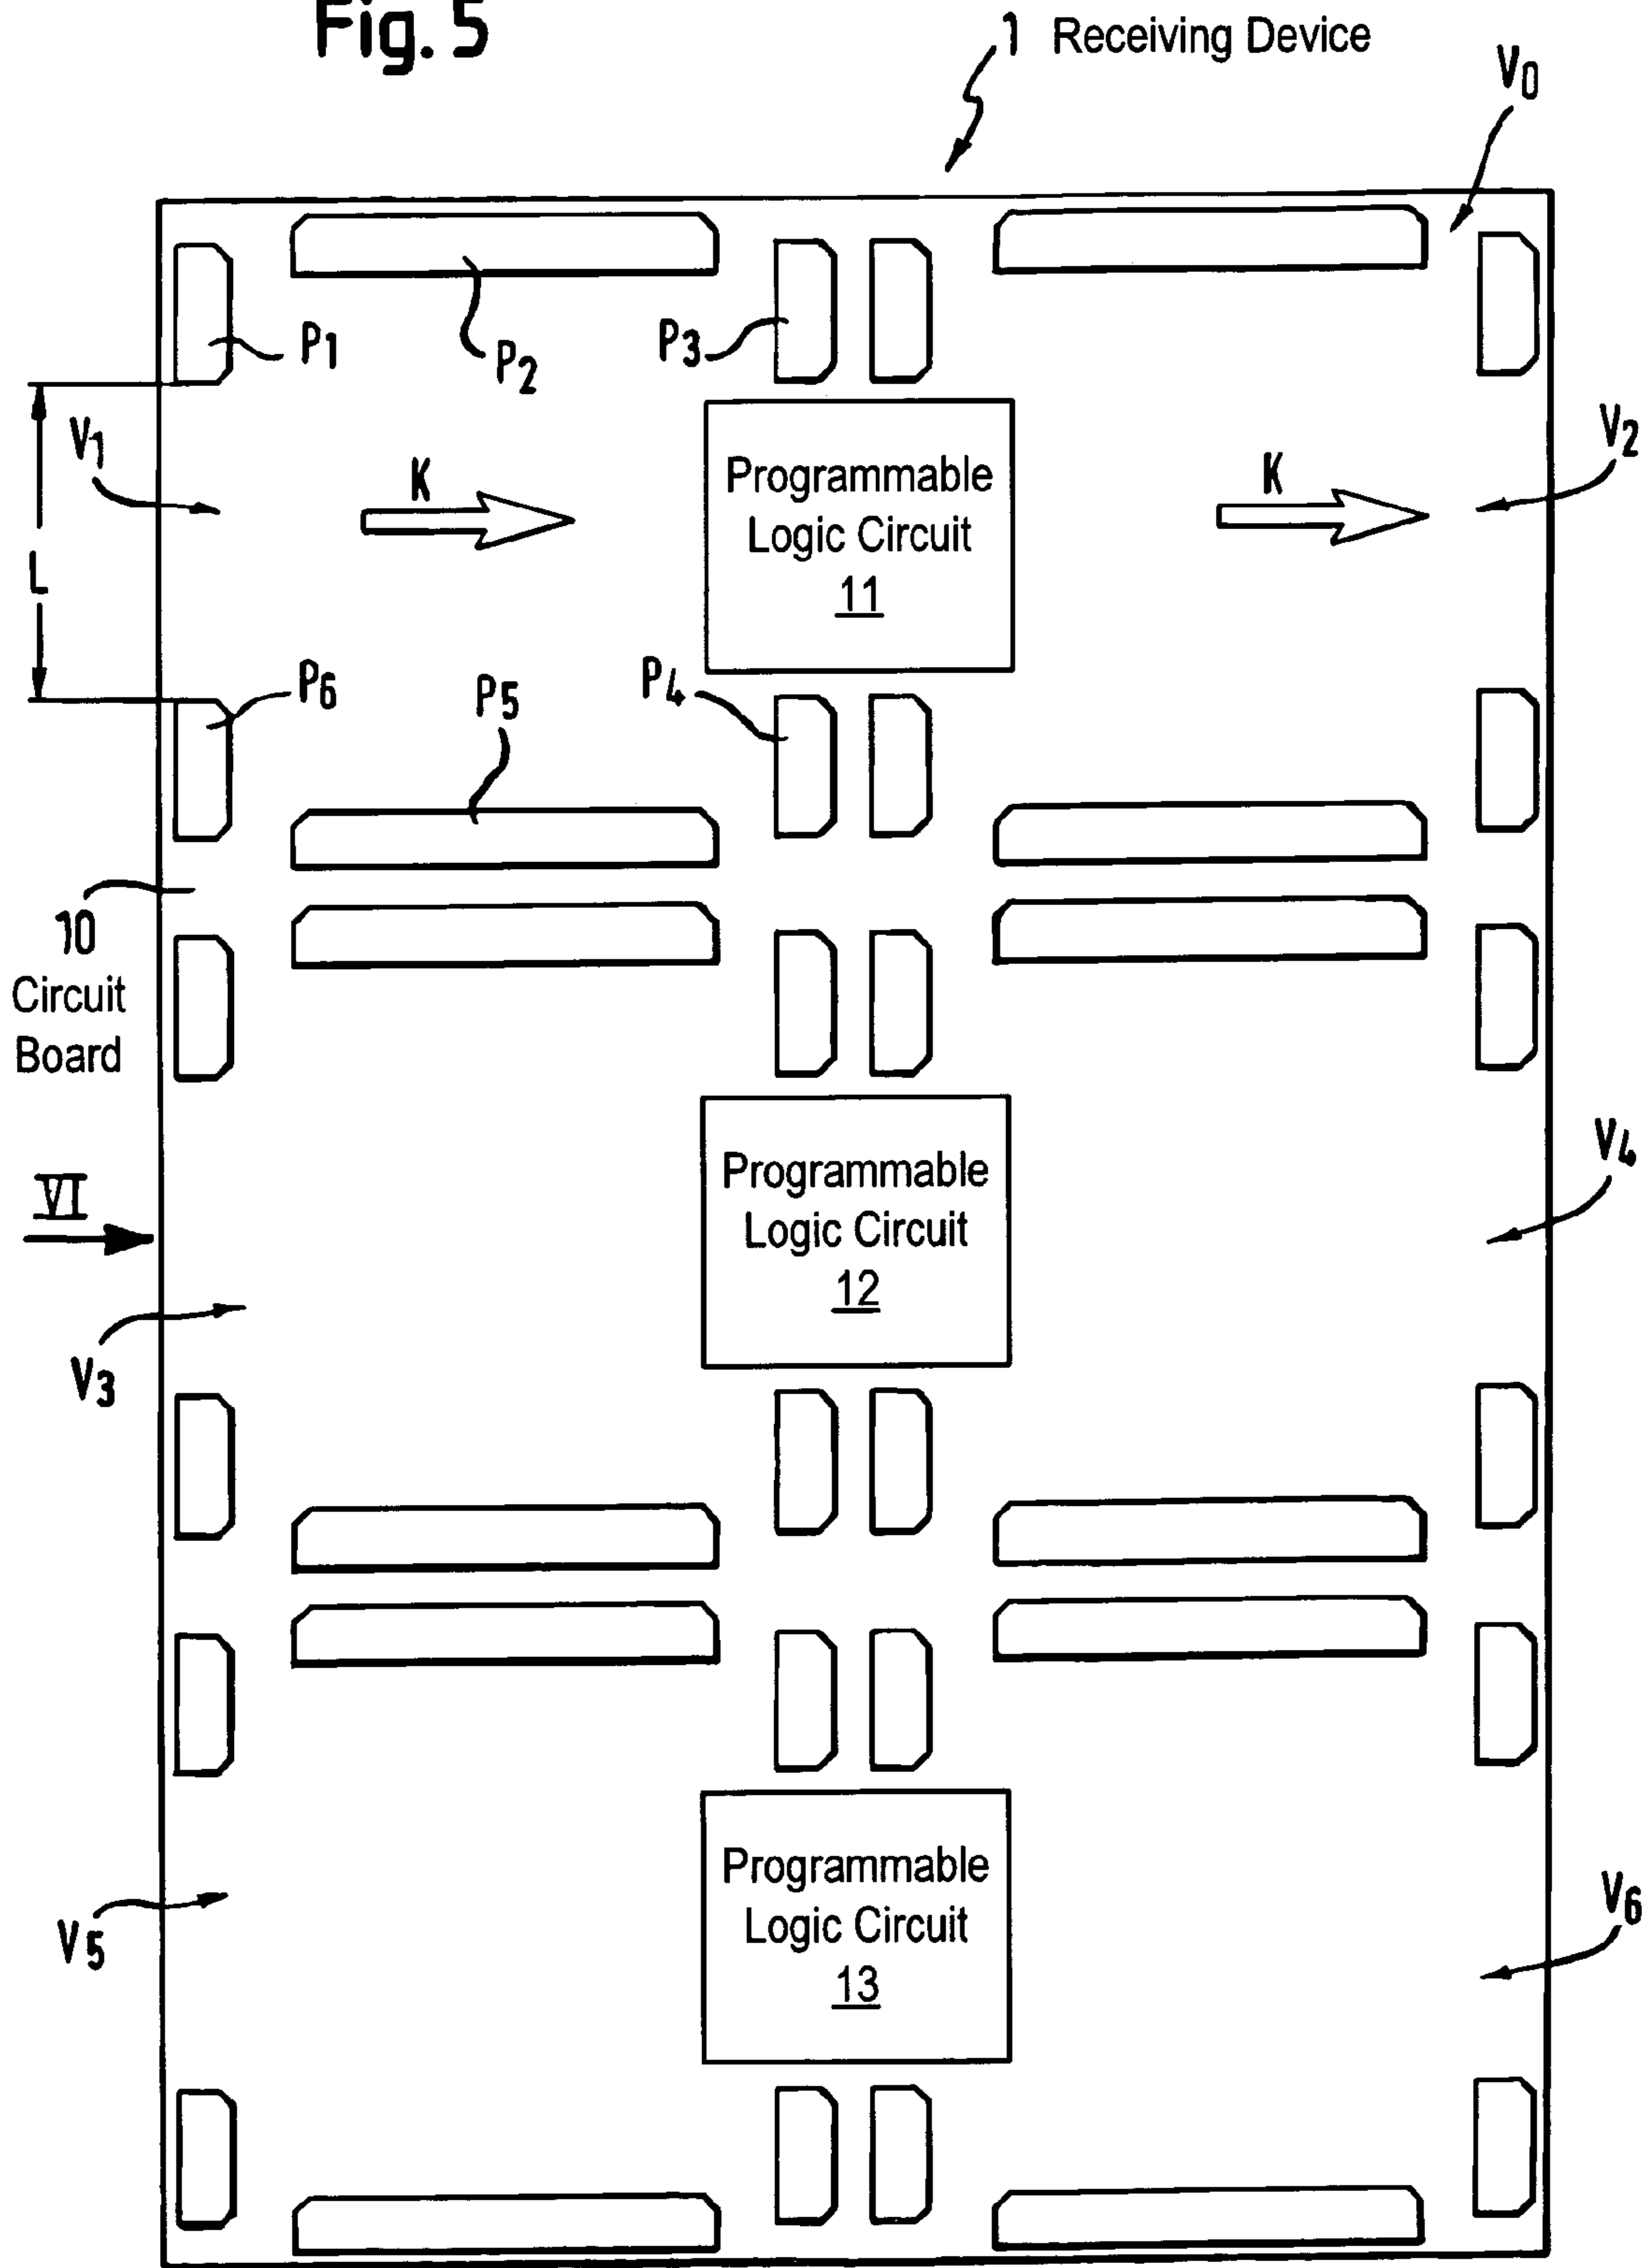 Fig. 5
1 Receiving Device
V0
P1
P2
P3
V1
K
Programmable
Logic Circuit
11
K
V2
L
P6
P5
P4
10
Circuit
Board
VI
Programmable
Logic Circuit
12
V4
V3
Programmable
Logic Circuit
13
V5
V6